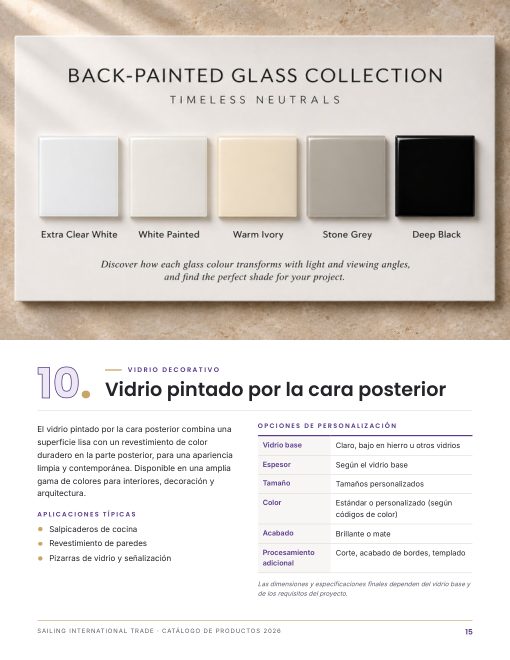 BACK-PAINTED GLASS COLLECTION
TIMELESS NEUTRALS
Extra Clear White
White Painted
Warm Ivory
Stone Grey
Deep Black
Discover how each glass colour transforms with light and viewing angles,
and find the perfect shade for your project.
10.
VIDRIO DECORATIVO
Vidrio pintado por la cara posterior
El vidrio pintado por la cara posterior combina una
superficie lisa con un revestimiento de color
duradero en la parte posterior, para una apariencia
limpia y contemporánea. Disponible en una amplia
gama de colores para interiores, decoración y
arquitectura.
APLICACIONES TÍPICAS
Salpicaderos de cocina
Revestimiento de paredes
Pizarras de vidrio y señalización
OPCIONES DE PERSONALIZACIÓN
Vidrio base Claro, bajo en hierro u otros vidrios
Espesor Según el vidrio base
Tamaño Tamaños personalizados
Color Estándar o personalizado (según
códigos de color)
Acabado Brillante o mate
Procesamiento Corte, acabado de bordes, templado
adicional
Las dimensiones y especificaciones finales dependen del vidrio base y
de los requisitos del proyecto.
SAILING INTERNATIONAL TRADE · CATÁLOGO DE PRODUCTOS 2026
15